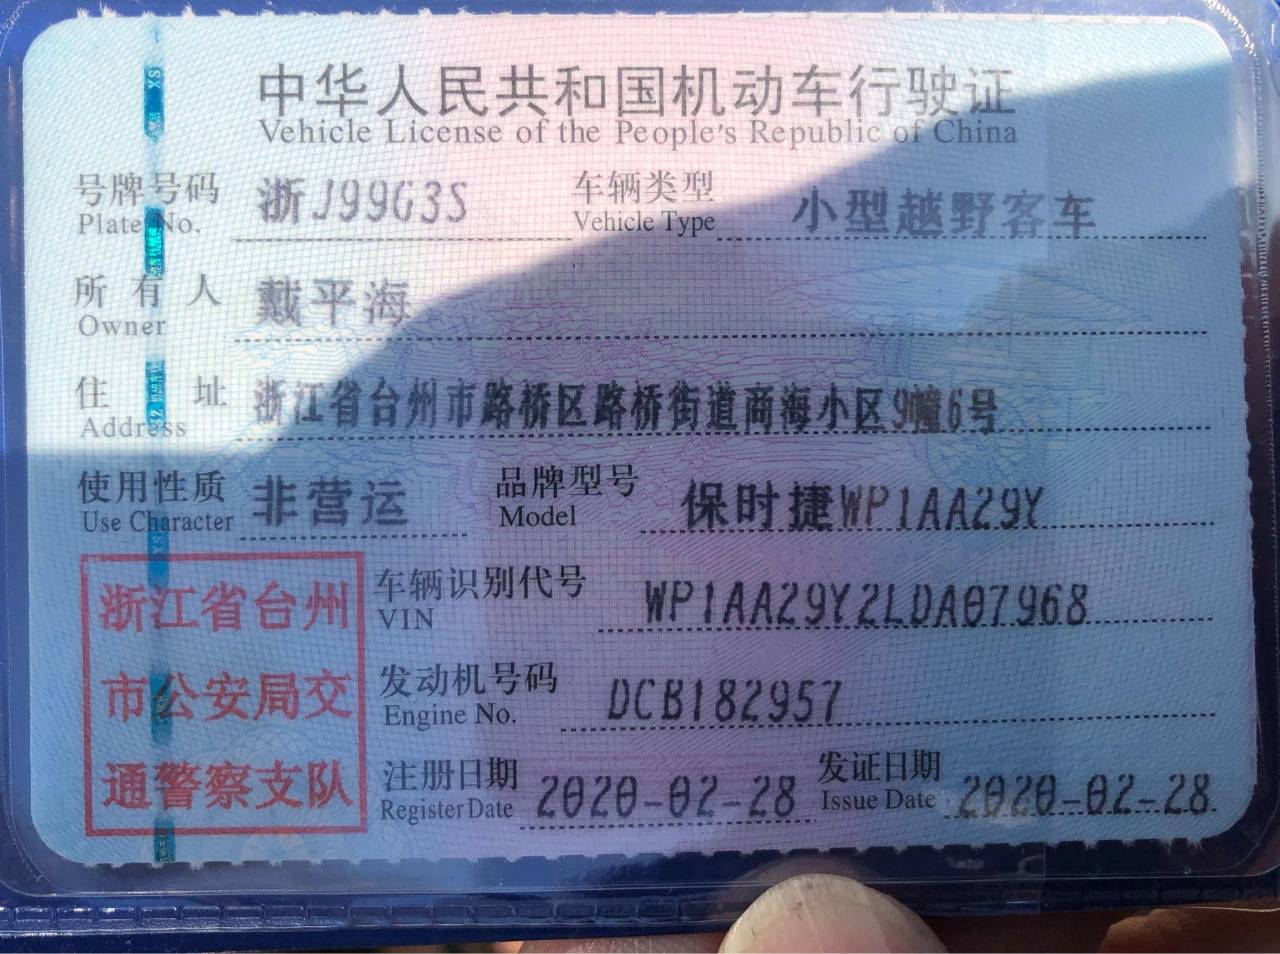 中华人民共和国机动车行驶证
Vehicle License of the People's Republic of China
号牌号码 浙J99G3S 车辆类型 小型越野客车
Plate No. Vehicle Type
所有人 戴平海
Owner
住址 浙江省台州市路桥区路桥街道商海小区9幢6号
Address
使用性质 非营运 品牌型号 保时捷WP1AA29Y
Use Character Model
浙江省台州
市公安局交
通警察支队
车辆识别代号 WP1AA29Y2LDA07968
VIN
发动机号码 DCB182957
Engine No.
注册日期 2020-02-28 发证日期 2020-02-28
Register Date Issue Date